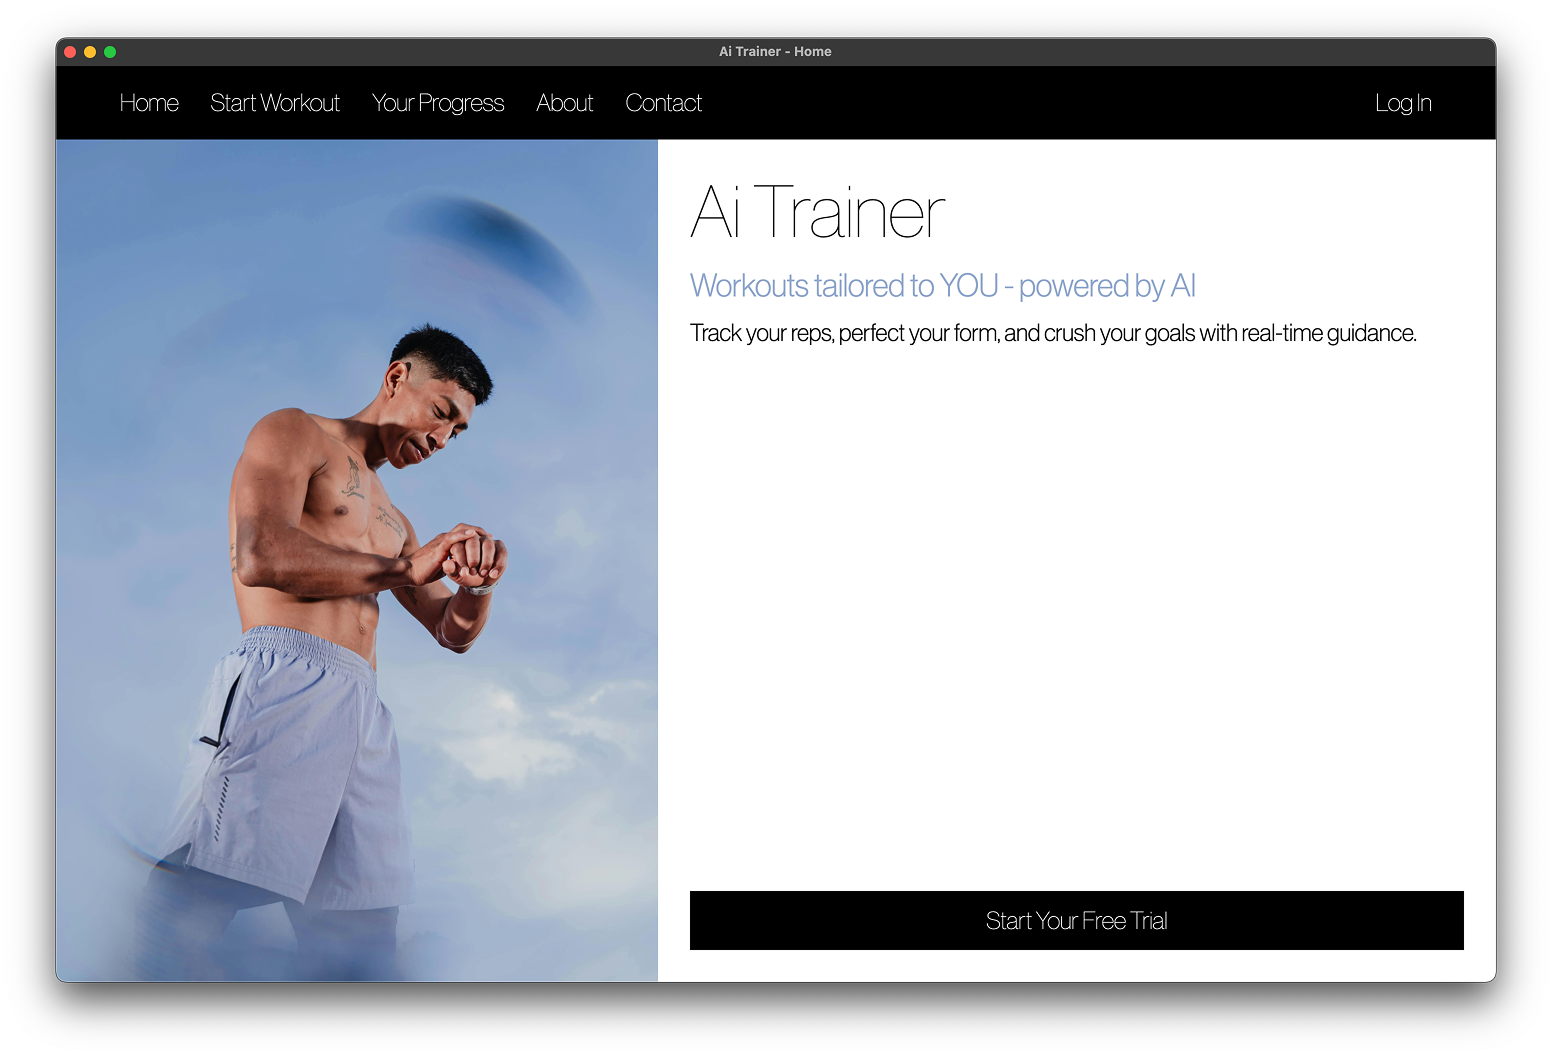 Ai Trainer - Home
Home Start Workout Your Progress About Contact Log In
Ai Trainer
Workouts tailored to YOU - powered by AI
Track your reps, perfect your form, and crush your goals with real-time guidance.
Start Your Free Trial